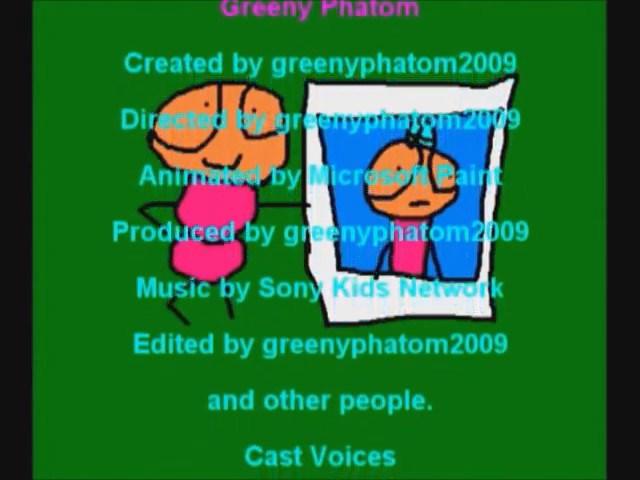 Greeny Phatom
Created by greenyphatom2009
Directed by greenyphatom2009
Animated by Microsoft Paint
Produced by greenyphatom2009
Music by Sony Kids Network
Edited by greenyphatom2009
and other people.
Cast Voices